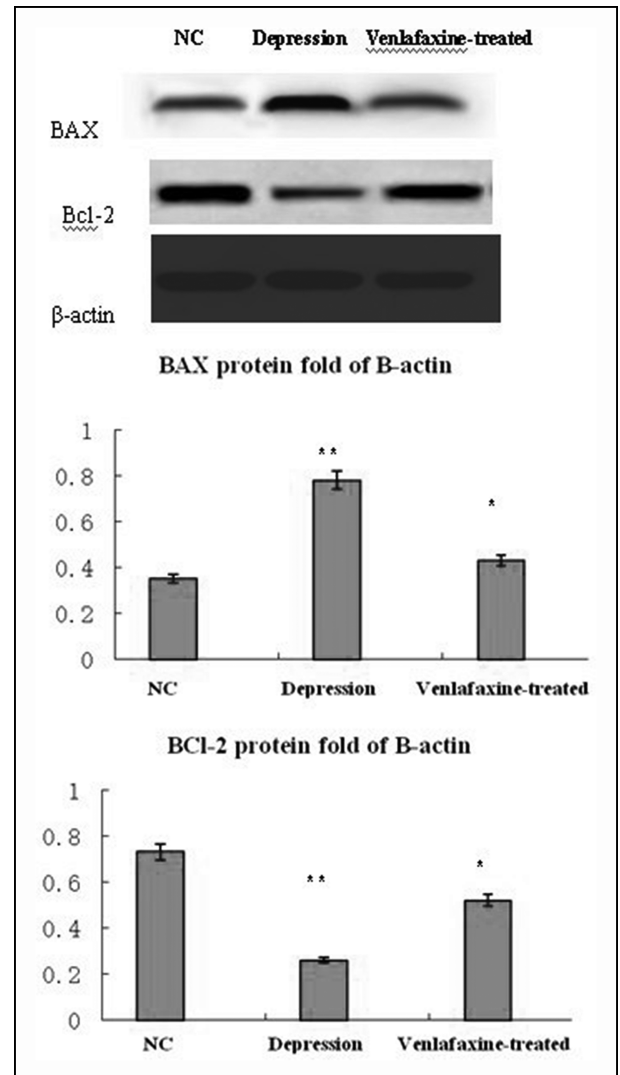 NC Depression Venlafaxine-treated
BAX
Bcl-2
β-actin
BAX protein fold of B-actin
1
**
0.8
*
0.6
0.4
0.2
0
NC Depression Venlafaxine-treated
BCl-2 protein fold of B-actin
1
0.8
*
**
0.6
0.4
0.2
0
NC Depression Venlafaxine-treated